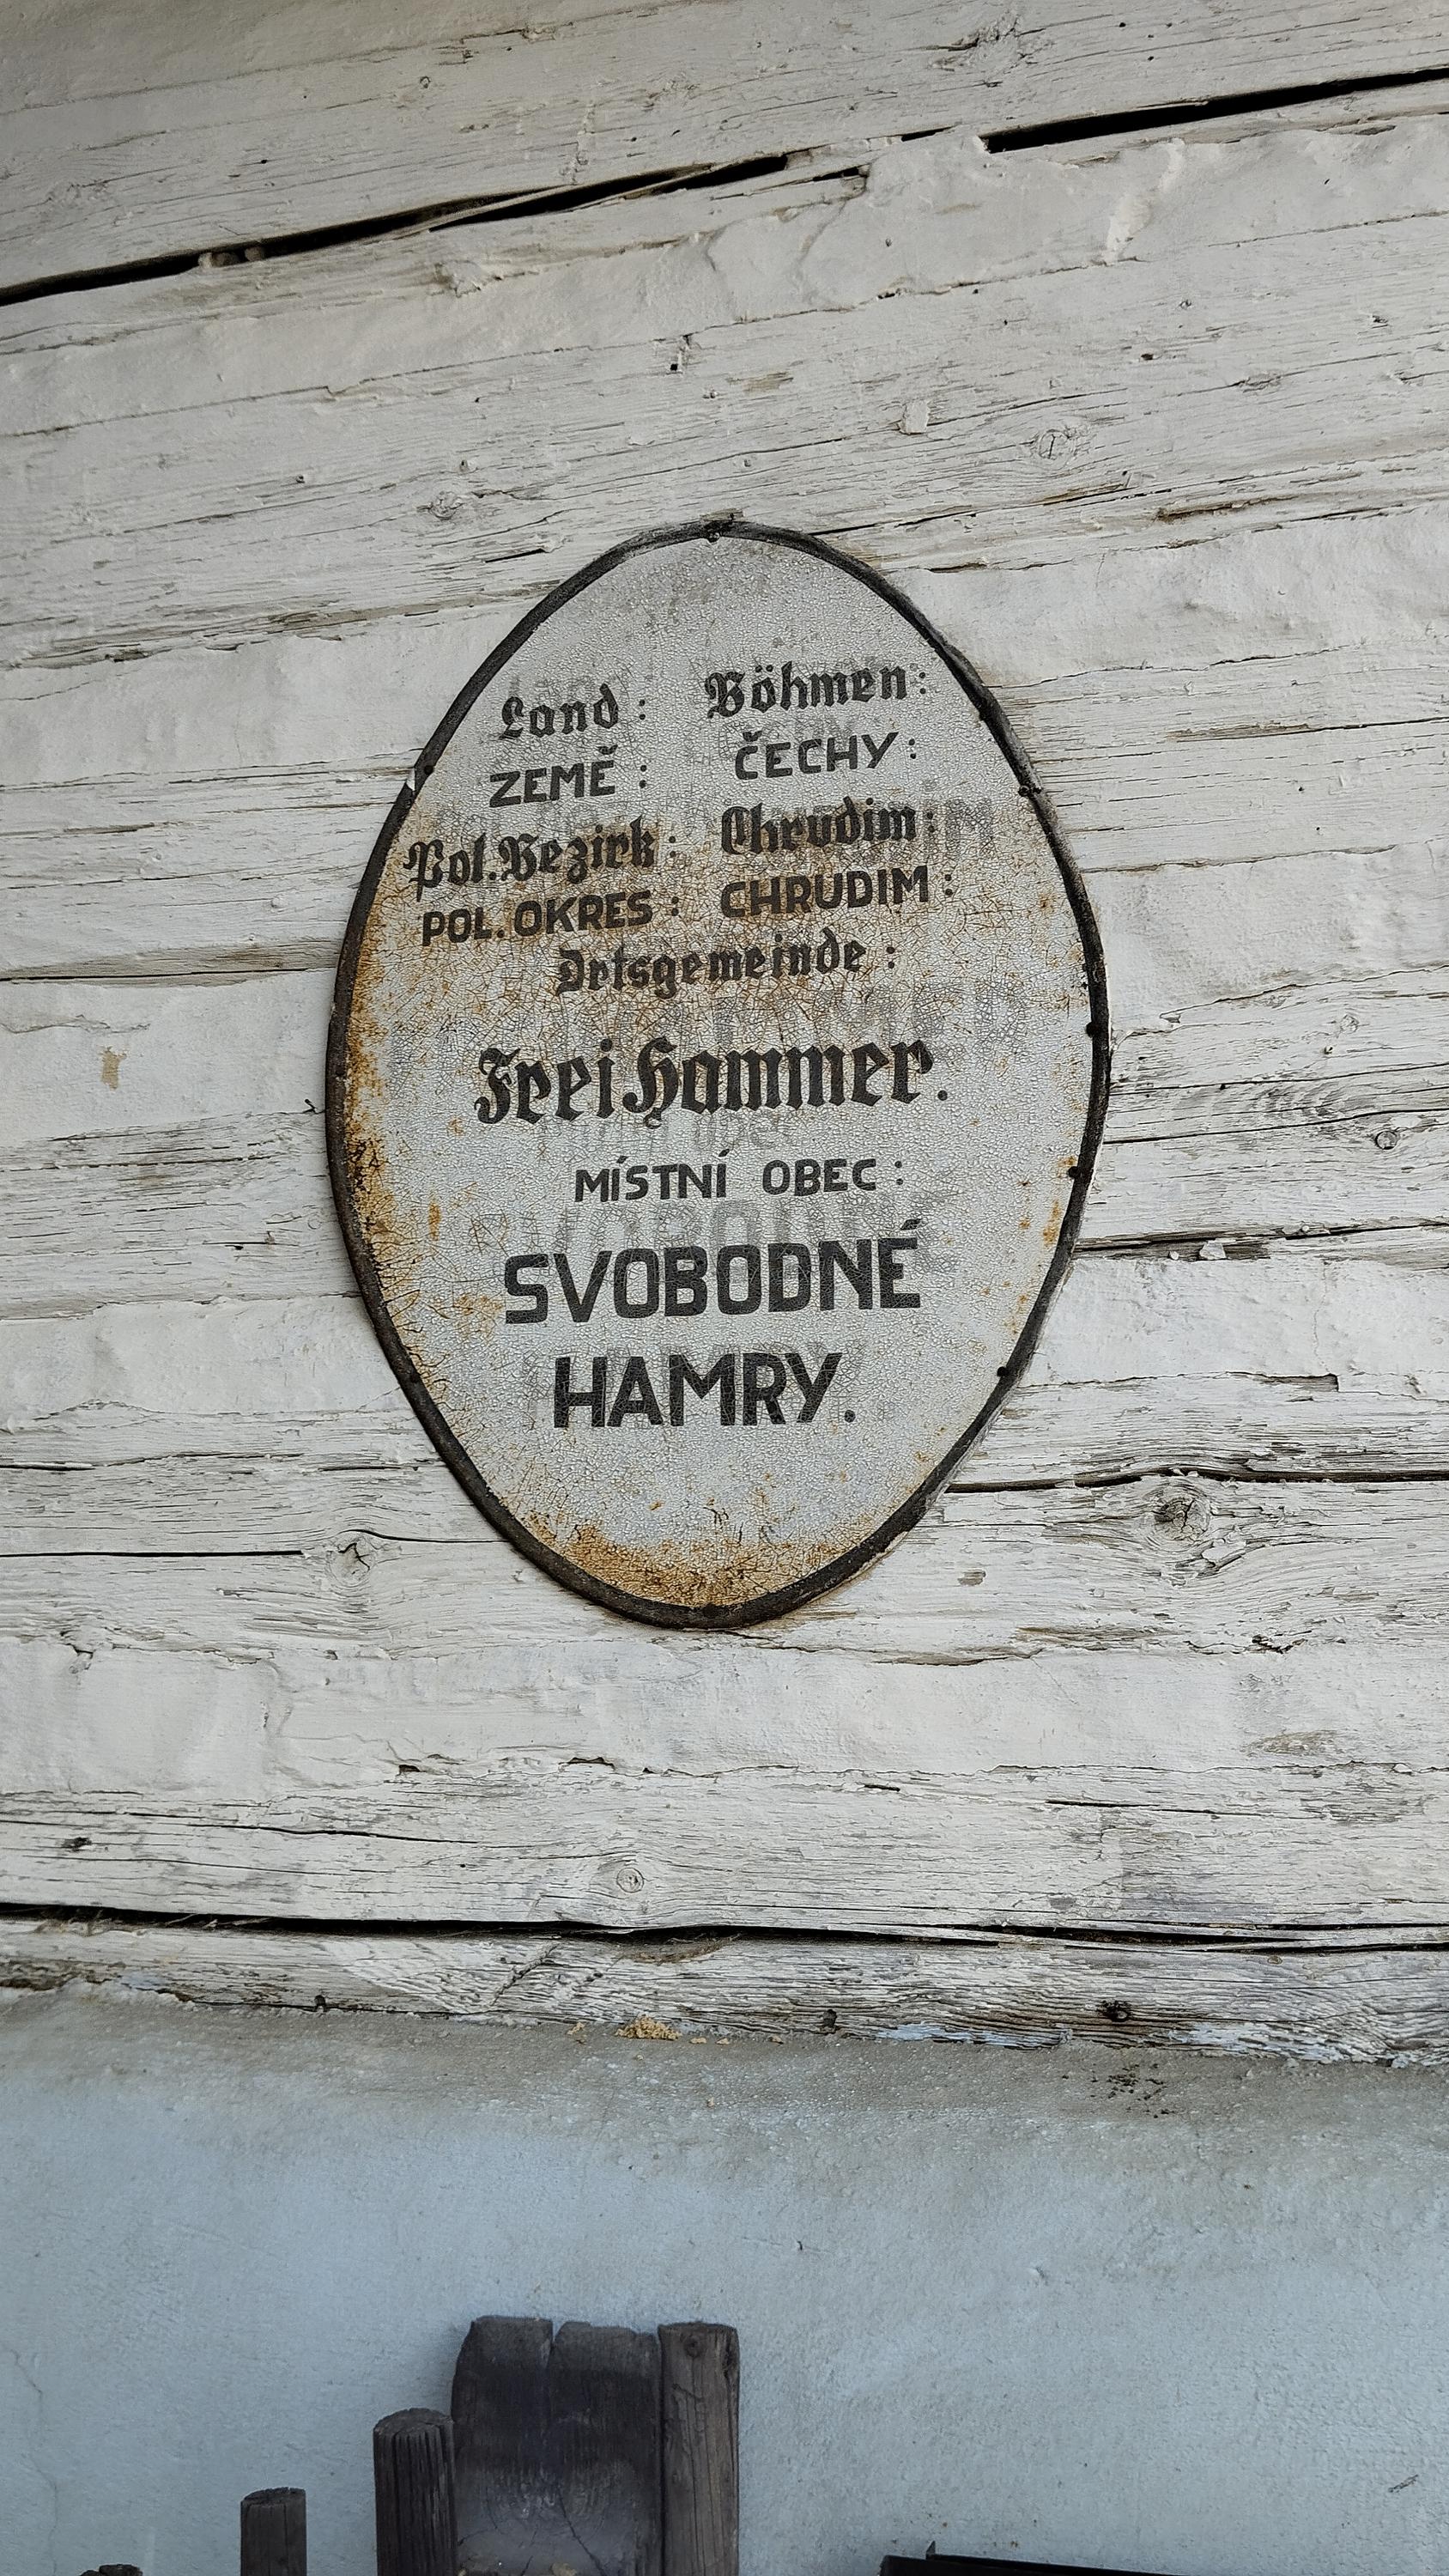 Land: Böhmen:
ZEMĚ: ČECHY:
Pol. Bezirk: Chrudim:
POL. OKRES: CHRUDIM:
Ortsgemeinde:
Frei Hammer.
MÍSTNÍ OBEC:
SVOBODNÉ
HAMRY.